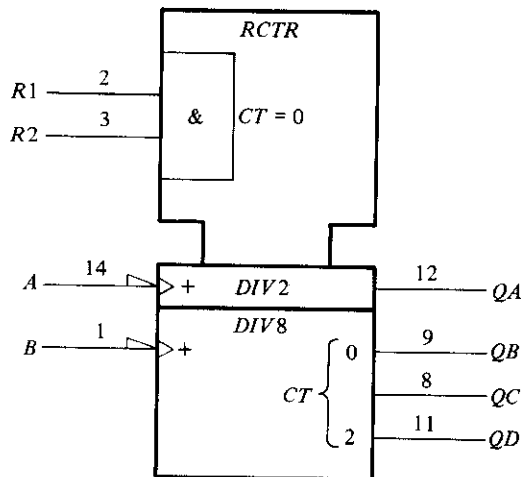 RCTR
R1 2
R2 3
& CT = 0
A 14 + DIV2 12 QA
DIV8
B 1 + 0 9 QB
CT 8 QC
2 11 QD